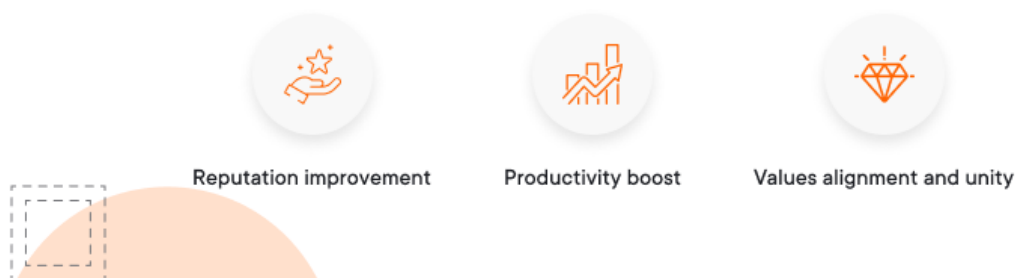 Reputation improvement
Productivity boost
Values alignment and unity